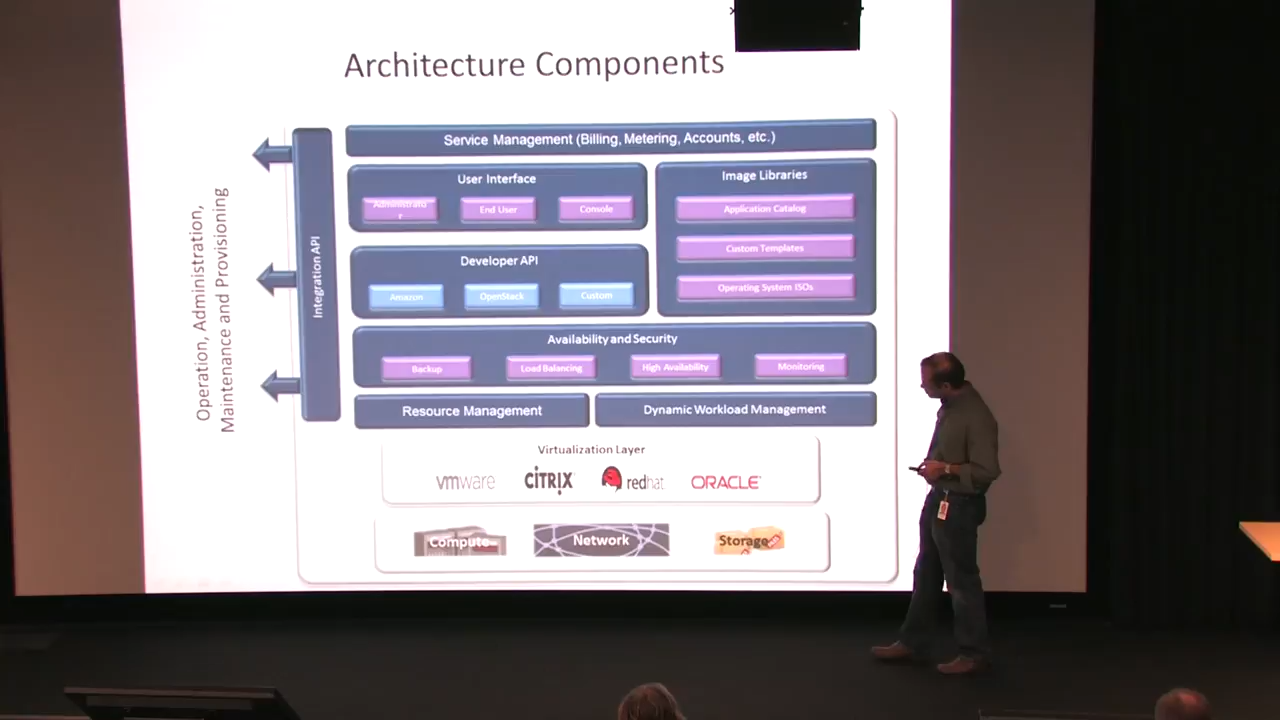 Architecture Components
Service Management (Billing, Metering, Accounts, etc.)
Operation, Administration,
Maintenance and Provisioning
Integration API
User Interface
Administrato
r
End User
Console
Image Libraries
Application Catalog
Custom Templates
Operating System ISOs
Developer API
Amazon
OpenStack
Custom
Availability and Security
Backup
Load Balancing
High Availability
Monitoring
Resource Management
Dynamic Workload Management
Virtualization Layer
vmware
CITRIX
redhat
ORACLE
Compute
Network
Storage